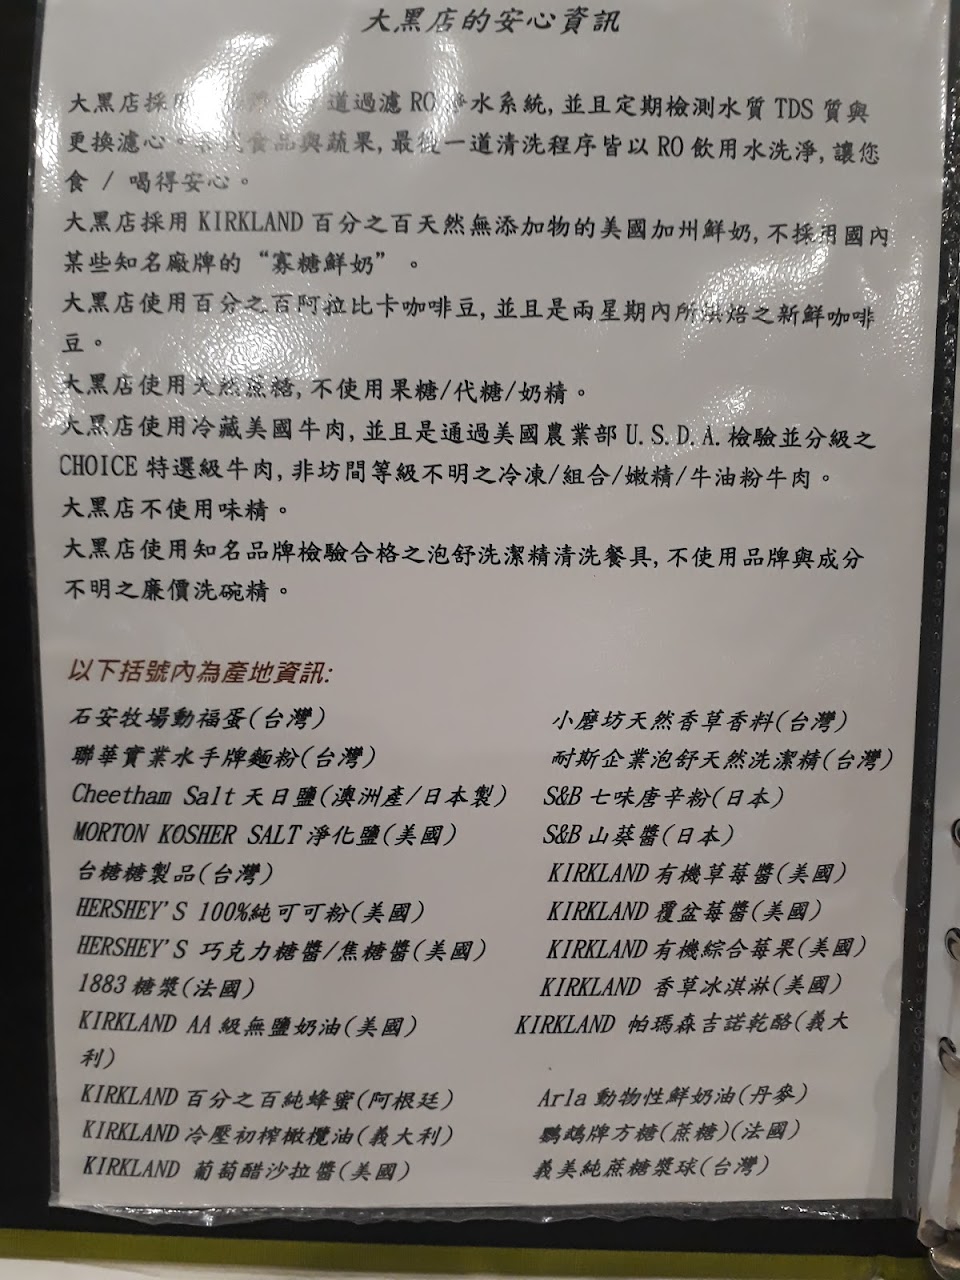 大黑店的安心資訊
大黑店採用 道過濾 RO 淨水系統, 並且定期檢測水質 TDS 質與
更換濾心。 食品與蔬果, 最後一道清洗程序皆以 RO 飲用水洗淨, 讓您
食 / 喝得安心。
大黑店採用 KIRKLAND 百分之百天然無添加物的美國加州鮮奶, 不採用國內
某些知名廠牌的“寡糖鮮奶”。
大黑店使用百分之百阿拉比卡咖啡豆, 並且是兩星期內所烘焙之新鮮咖啡
豆。
大黑店使用天然蔗糖, 不使用果糖/代糖/奶精。
大黑店使用冷藏美國牛肉, 並且是通過美國農業部 U.S.D.A. 檢驗並分級之
CHOICE 特選級牛肉, 非坊間等級不明之冷凍/組合/嫩精/牛油粉牛肉。
大黑店不使用味精。
大黑店使用知名品牌檢驗合格之泡舒洗潔精清洗餐具, 不使用品牌與成分
不明之廉價洗碗精。
以下括號內為產地資訊:
石安牧場動福蛋(台灣) 小磨坊天然香草香料(台灣)
聯華實業水手牌麵粉(台灣) 耐斯企業泡舒天然洗潔精(台灣)
Cheetham Salt 天日鹽(澳洲產/日本製) S&B 七味唐辛粉(日本)
MORTON KOSHER SALT 淨化鹽(美國) S&B 山葵醬(日本)
台糖糖製品(台灣) KIRKLAND 有機草莓醬(美國)
HERSHEY'S 100%純可可粉(美國) KIRKLAND 覆盆莓醬(美國)
HERSHEY'S 巧克力糖醬/焦糖醬(美國) KIRKLAND 有機綜合莓果(美國)
1883 糖漿(法國) KIRKLAND 香草冰淇淋(美國)
KIRKLAND AA 級無鹽奶油(美國) KIRKLAND 帕瑪森吉諾乾酪(義大
利)
KIRKLAND 百分之百純蜂蜜(阿根廷) Arla 動物性鮮奶油(丹麥)
KIRKLAND 冷壓初榨橄欖油(義大利) 鸚鵡牌方糖(蔗糖)(法國)
KIRKLAND 葡萄醋沙拉醬(美國) 義美純蔗糖漿球(台灣)